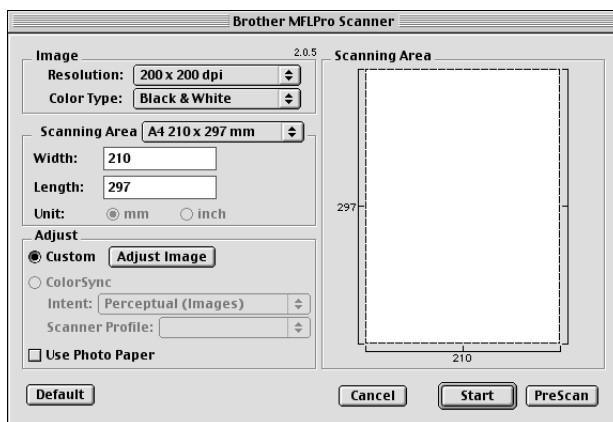 Brother MFLPro Scanner
Image 2.0.5
Resolution: 200 x 200 dpi
Color Type: Black & White
Scanning Area A4 210 x 297 mm
Width: 210
Length: 297
Unit: mm inch
Adjust
Custom Adjust Image
ColorSync
Intent: Perceptual (Images)
Scanner Profile:
Use Photo Paper
Scanning Area
297
210
Default Cancel Start PreScan